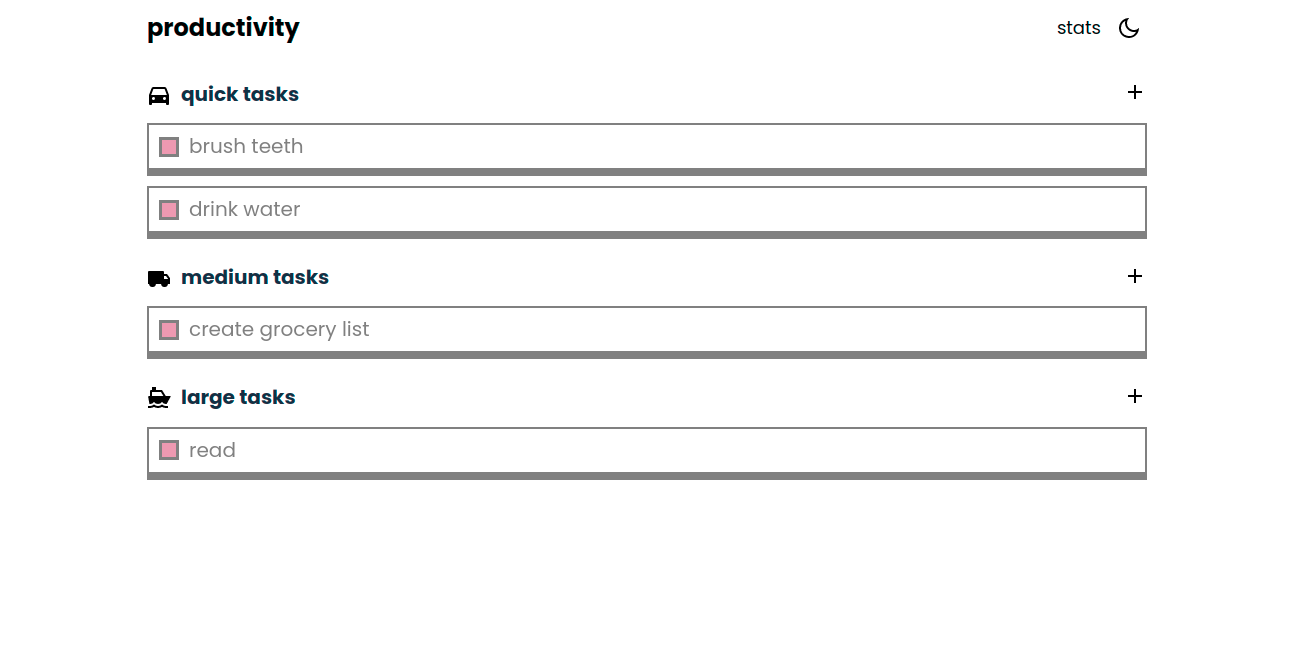 productivity
stats
quick tasks
brush teeth
drink water
medium tasks
create grocery list
large tasks
read